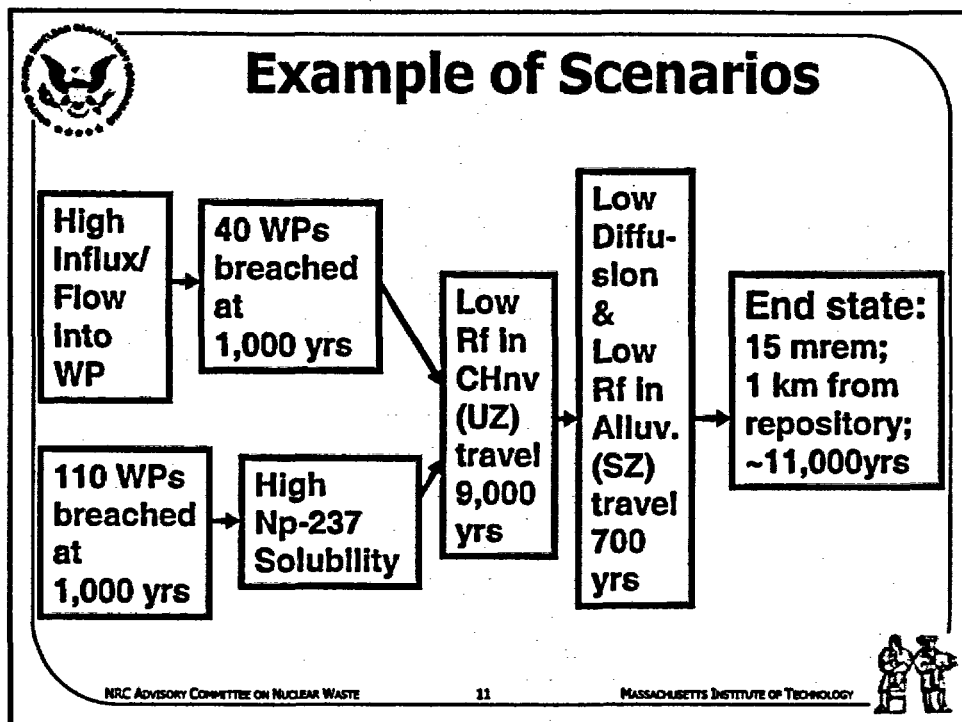 Example of Scenarios
High
Influx/
Flow
into
WP
40 WPs
breached
at
1,000 yrs
110 WPs
breached
at
1,000 yrs
High
Np-237
Solubility
Low
Rf in
CHnv
(UZ)
travel
9,000
yrs
Low
Diffu-
sion
&
Low
Rf in
Alluv.
(SZ)
travel
700
yrs
End state:
15 mrem;
1 km from
repository;
~11,000yrs
NRC ADVISORY COMMITTEE ON NUCLEAR WASTE
11
MASSACHUSETTS INSTITUTE OF TECHNOLOGY